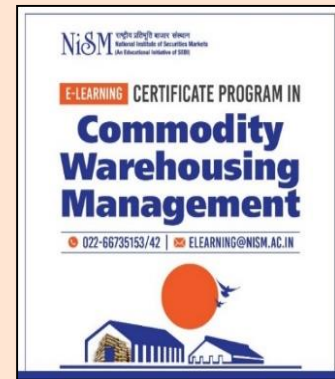 NiSM
राष्ट्रीय प्रतिभूति बाजार संस्थान
National Institute of Securities Markets
(An Educational Initiative of SEBI)
E-LEARNING CERTIFICATE PROGRAM IN
Commodity
Warehousing
Management
022-66735153/42 | ELEARNING@NISM.AC.IN